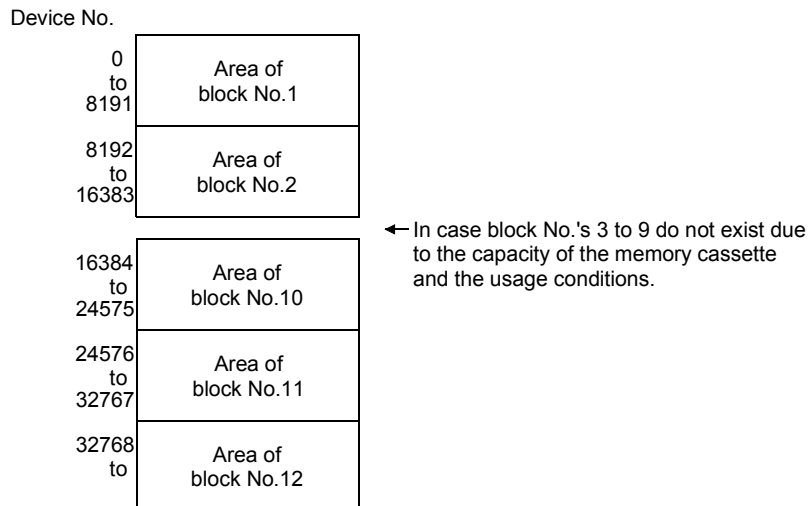 Device No.
0
to
8191
Area of
block No.1
8192
to
16383
Area of
block No.2
In case block No.'s 3 to 9 do not exist due
to the capacity of the memory cassette
and the usage conditions.
16384
to
24575
Area of
block No.10
24576
to
32767
Area of
block No.11
32768
to
Area of
block No.12